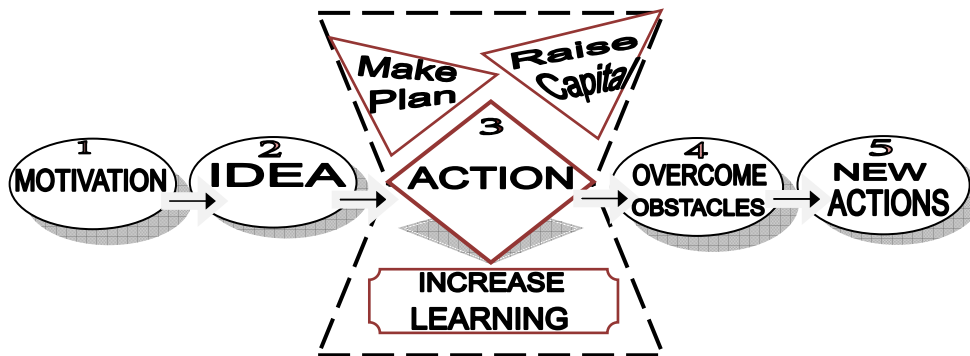 1
MOTIVATION
2
IDEA
Make
Plan
Raise
Capital
3
ACTION
INCREASE
LEARNING
4
OVERCOME
OBSTACLES
5
NEW
ACTIONS